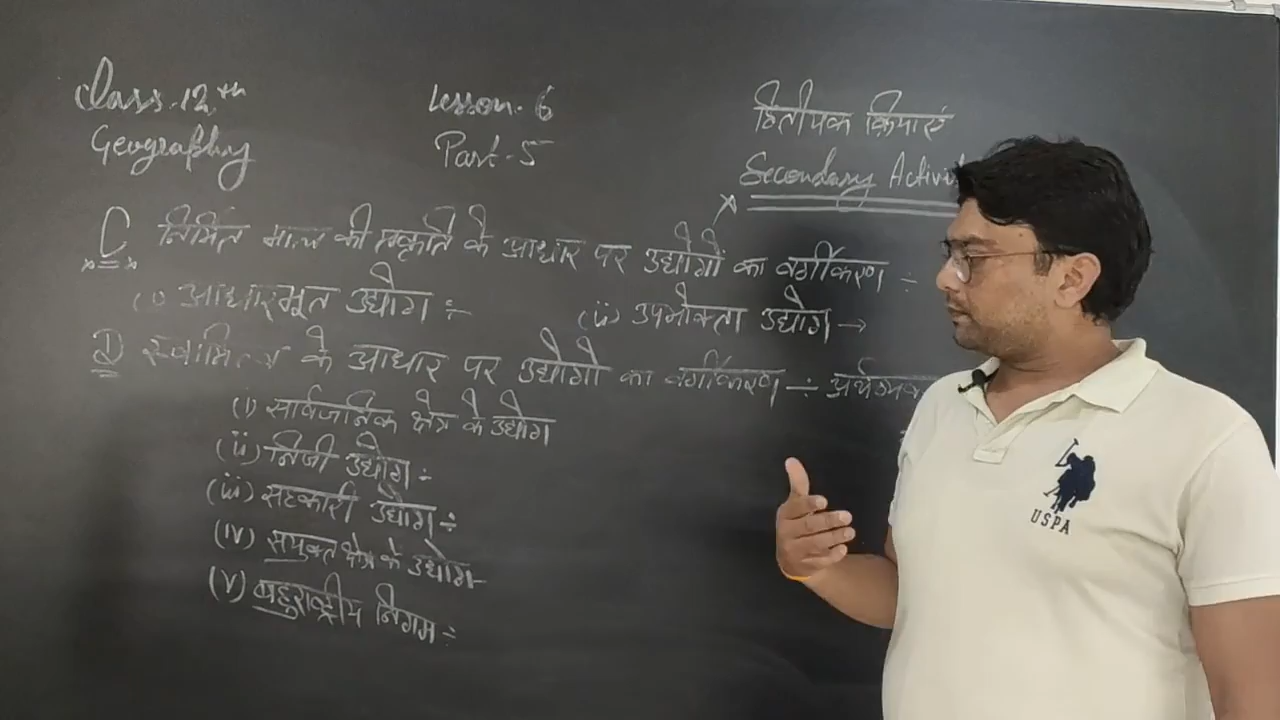 Class-12th
Lesson-6
द्वितीयक क्रियाएं
Geography
Part-5
Secondary Activi
C निर्मित माल की प्रकृति के आधार पर उद्योगों का वर्गीकरण ÷
(i) आधारभूत उद्योग ÷ (ii) उपभोक्ता उद्योग →
D स्वामित्व के आधार पर उद्योगो का वर्गीकरण ÷
(i) सार्वजनिक क्षेत्र के उद्योग
(ii) निजी उद्योग ÷
(iii) सहकारी उद्योग ÷
(iv) सयुक्त क्षेत्र के उद्योग -
(v) बहुराष्ट्रीय निगम ÷
USPA